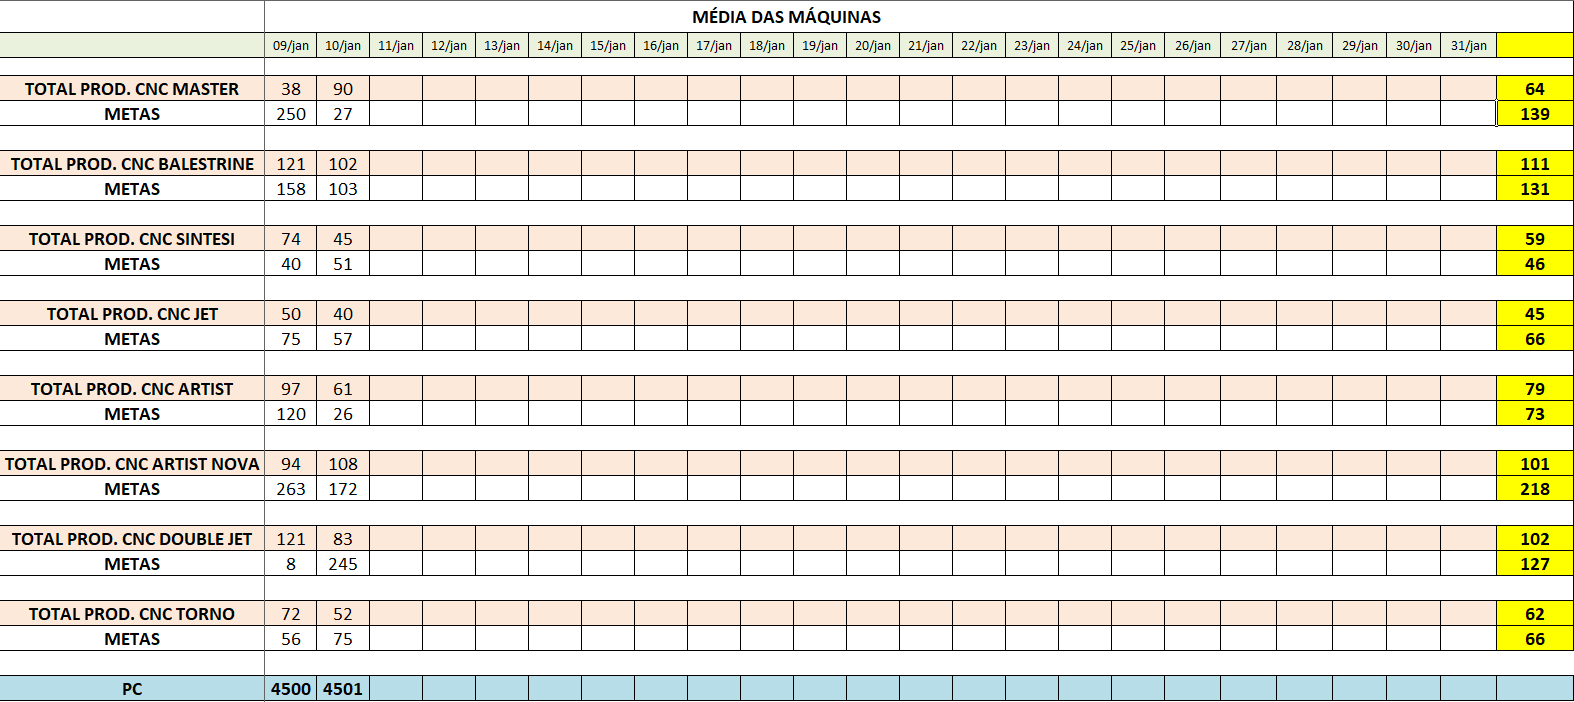 MÉDIA DAS MÁQUINAS
09/jan 10/jan 11/jan 12/jan 13/jan 14/jan 15/jan 16/jan 17/jan 18/jan 19/jan 20/jan 21/jan 22/jan 23/jan 24/jan 25/jan 26/jan 27/jan 28/jan 29/jan 30/jan 31/jan
TOTAL PROD. CNC MASTER 38 90 64
METAS 250 27 139
TOTAL PROD. CNC BALESTRINE 121 102 111
METAS 158 103 131
TOTAL PROD. CNC SINTESI 74 45 59
METAS 40 51 46
TOTAL PROD. CNC JET 50 40 45
METAS 75 57 66
TOTAL PROD. CNC ARTIST 97 61 79
METAS 120 26 73
TOTAL PROD. CNC ARTIST NOVA 94 108 101
METAS 263 172 218
TOTAL PROD. CNC DOUBLE JET 121 83 102
METAS 8 245 127
TOTAL PROD. CNC TORNO 72 52 62
METAS 56 75 66
PC 4500 4501